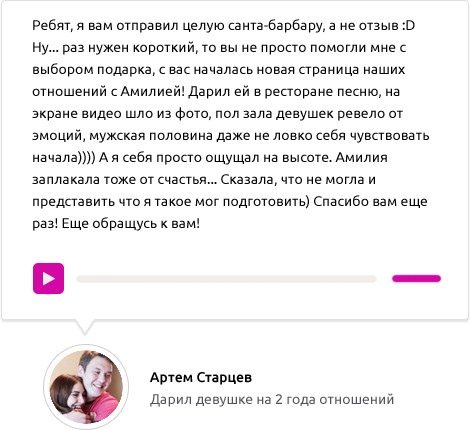 Ребят, я вам отправил целую санта-барбару, а не отзыв :D
Ну... раз нужен короткий, то вы не просто помогли мне с
выбором подарка, с вас началась новая страница наших
отношений с Амилией! Дарил ей в ресторане песню, на
экране видео шло из фото, пол зала девушек ревело от
эмоций, мужская половина даже не ловко себя чувствовать
начала)))) А я себя просто ощущал на высоте. Амилия
заплакала тоже от счастья... Сказала, что не могла и
представить что я такое мог подготовить) Спасибо вам еще
раз! Еще обращусь к вам!
Артем Старцев
Дарил девушке на 2 года отношений